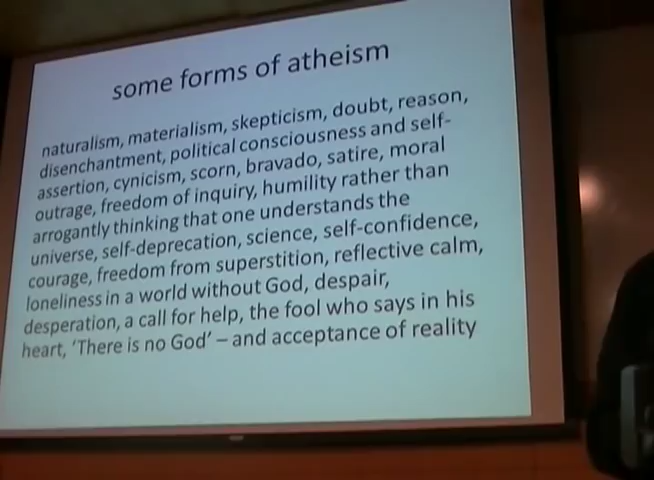 some forms of atheism
naturalism, materialism, skepticism, doubt, reason,
disenchantment, political consciousness and self-
assertion, cynicism, scorn, bravado, satire, moral
outrage, freedom of inquiry, humility rather than
arrogantly thinking that one understands the
universe, self-deprecation, science, self-confidence,
courage, freedom from superstition, reflective calm,
loneliness in a world without God, despair,
desperation, a call for help, the fool who says in his
heart, 'There is no God' – and acceptance of reality